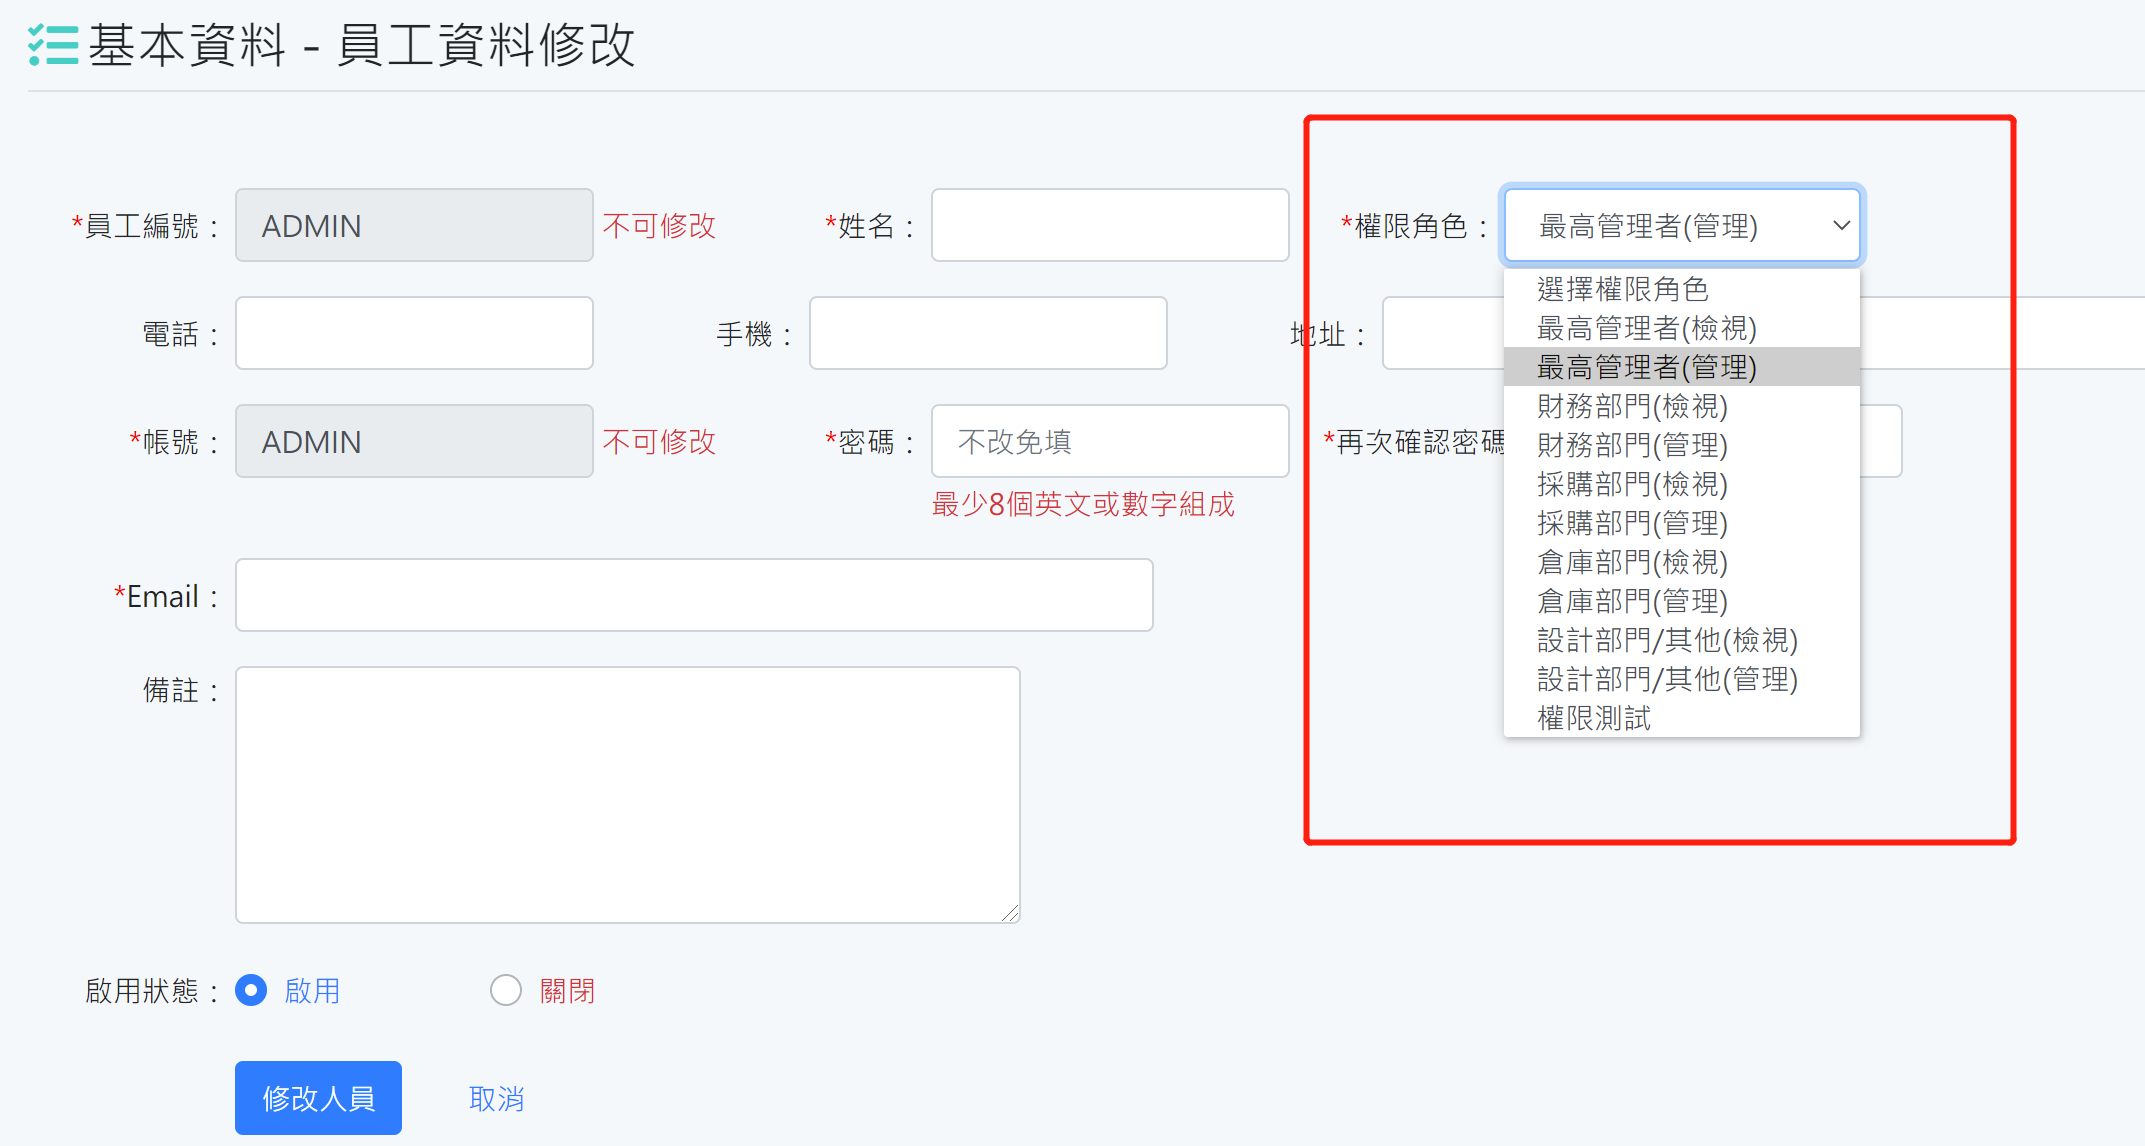 基本資料 - 員工資料修改
*員工編號： ADMIN 不可修改 *姓名： *權限角色： 最高管理者(管理)
選擇權限角色
最高管理者(檢視)
最高管理者(管理)
財務部門(檢視)
財務部門(管理)
採購部門(檢視)
採購部門(管理)
倉庫部門(檢視)
倉庫部門(管理)
設計部門/其他(檢視)
設計部門/其他(管理)
權限測試
電話： 手機： 地址：
*帳號： ADMIN 不可修改 *密碼： 不改免填 *再次確認密碼
最少8個英文或數字組成
*Email：
備註：
啟用狀態： 啟用 關閉
修改人員 取消